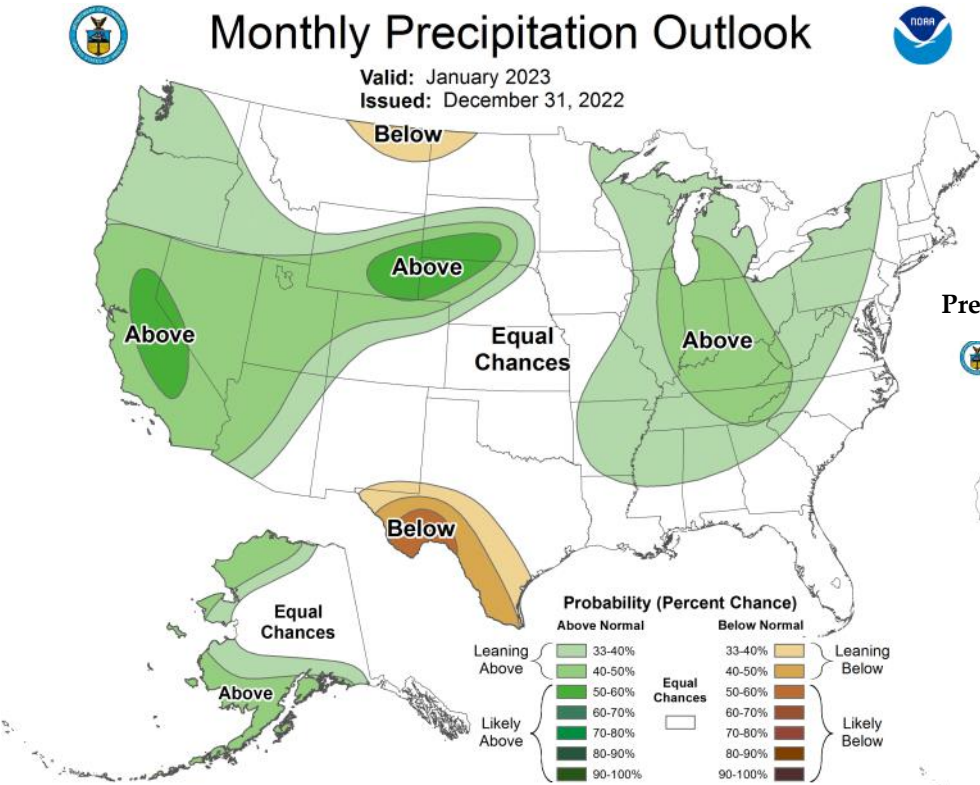 Monthly Precipitation Outlook
NOAA
Valid: January 2023
Issued: December 31, 2022
Below
Above
Above
Equal
Chances
Above
Pre
Below
Equal
Chances
Above
Probability (Percent Chance)
Above Normal
Below Normal
Leaning
Above
33-40%
40-50%
Likely
Above
50-60%
60-70%
70-80%
80-90%
90-100%
Equal
Chances
33-40%
40-50%
Leaning
Below
50-60%
60-70%
70-80%
80-90%
90-100%
Likely
Below